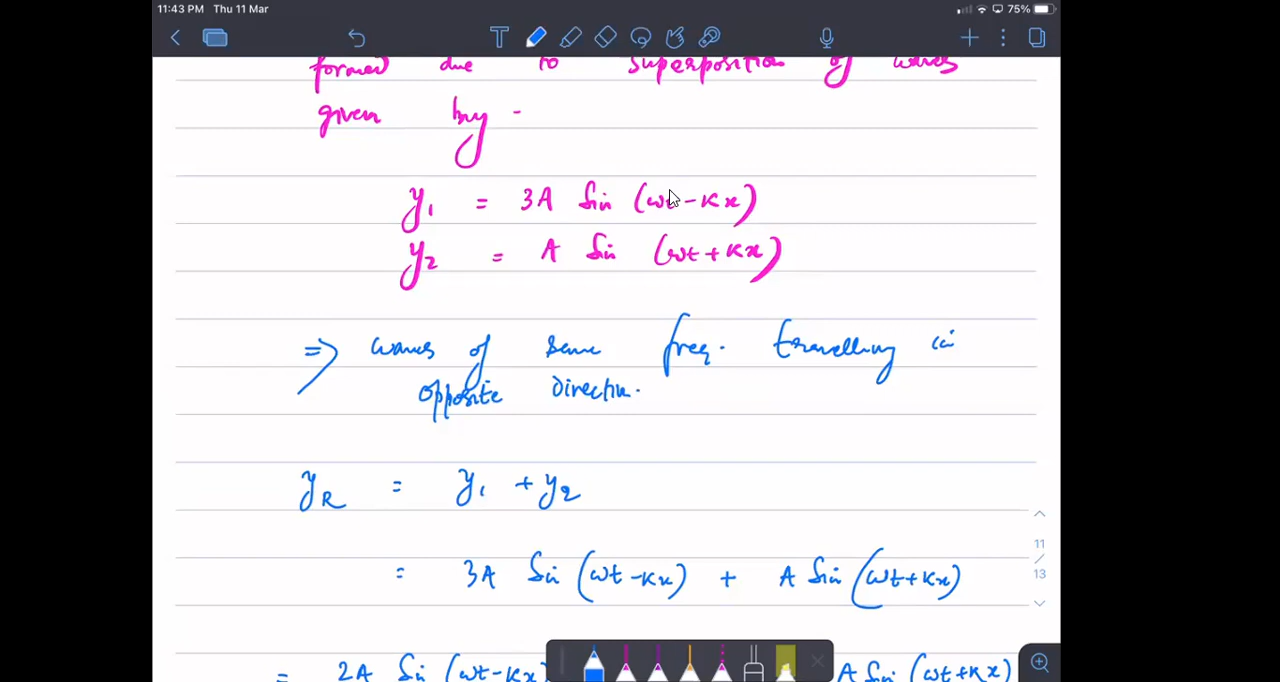 11:43 PM Thu 11 Mar 75%
formed due to superposition of waves
given by -
y₁ = 3A Sin (ωt-Kx)
y₂ = A Sin (ωt+Kx)
⇒ waves of same freq. travelling in
opposite direction.
y_R = y₁ + y₂
= 3A Sin (ωt-Kx) + A Sin (ωt+Kx)
11
13
= 2A Sin (ωt-Kx) A Sin (ωt+Kx)